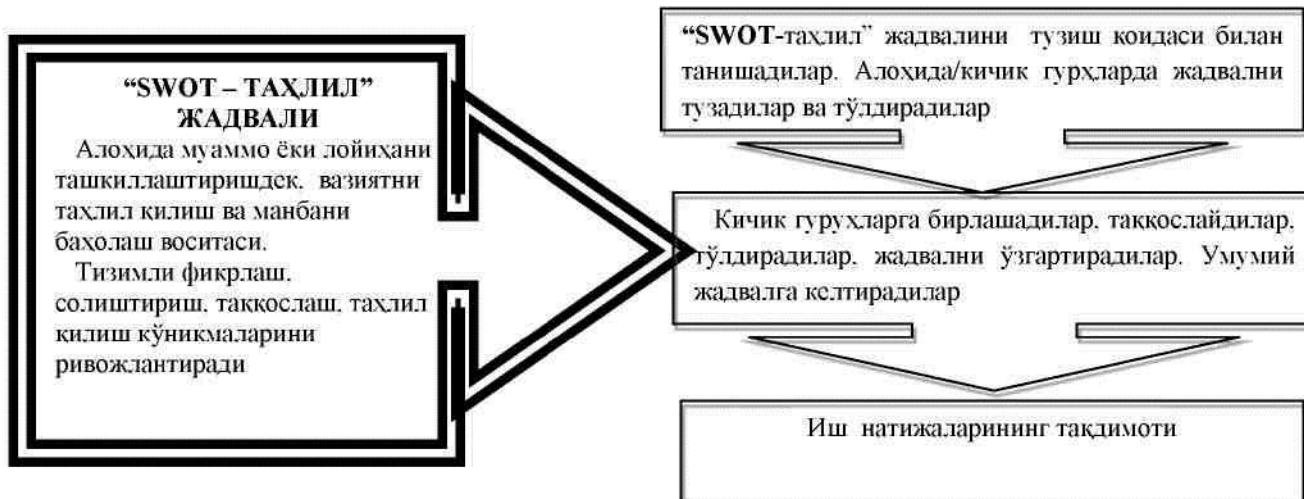 “SWOT – ТАҲЛИЛ”
ЖАДВАЛИ
Алоҳида муаммо ёки лойиҳани
ташкиллаштиришдек. вазиятни
таҳлил қилиш ва манбани
баҳолаш воситаси.
Тизимли фикрлаш.
солиштириш. таққослаш. таҳлил
қилиш кўникмаларини
ривожлантиради
“SWOT-таҳлил” жадвалини тузиш коидаси билан
танишадилар. Алоҳида/кичик гурҳларда жадвални
тузадилар ва тўлдирадилар
Кичик гуруҳларга бирлашадилар. таққослайдилар.
тўлдирадилар. жадвални ўзгартирадилар. Умумий
жадвалга келтирадилар
Иш натижаларининг тақдимоти